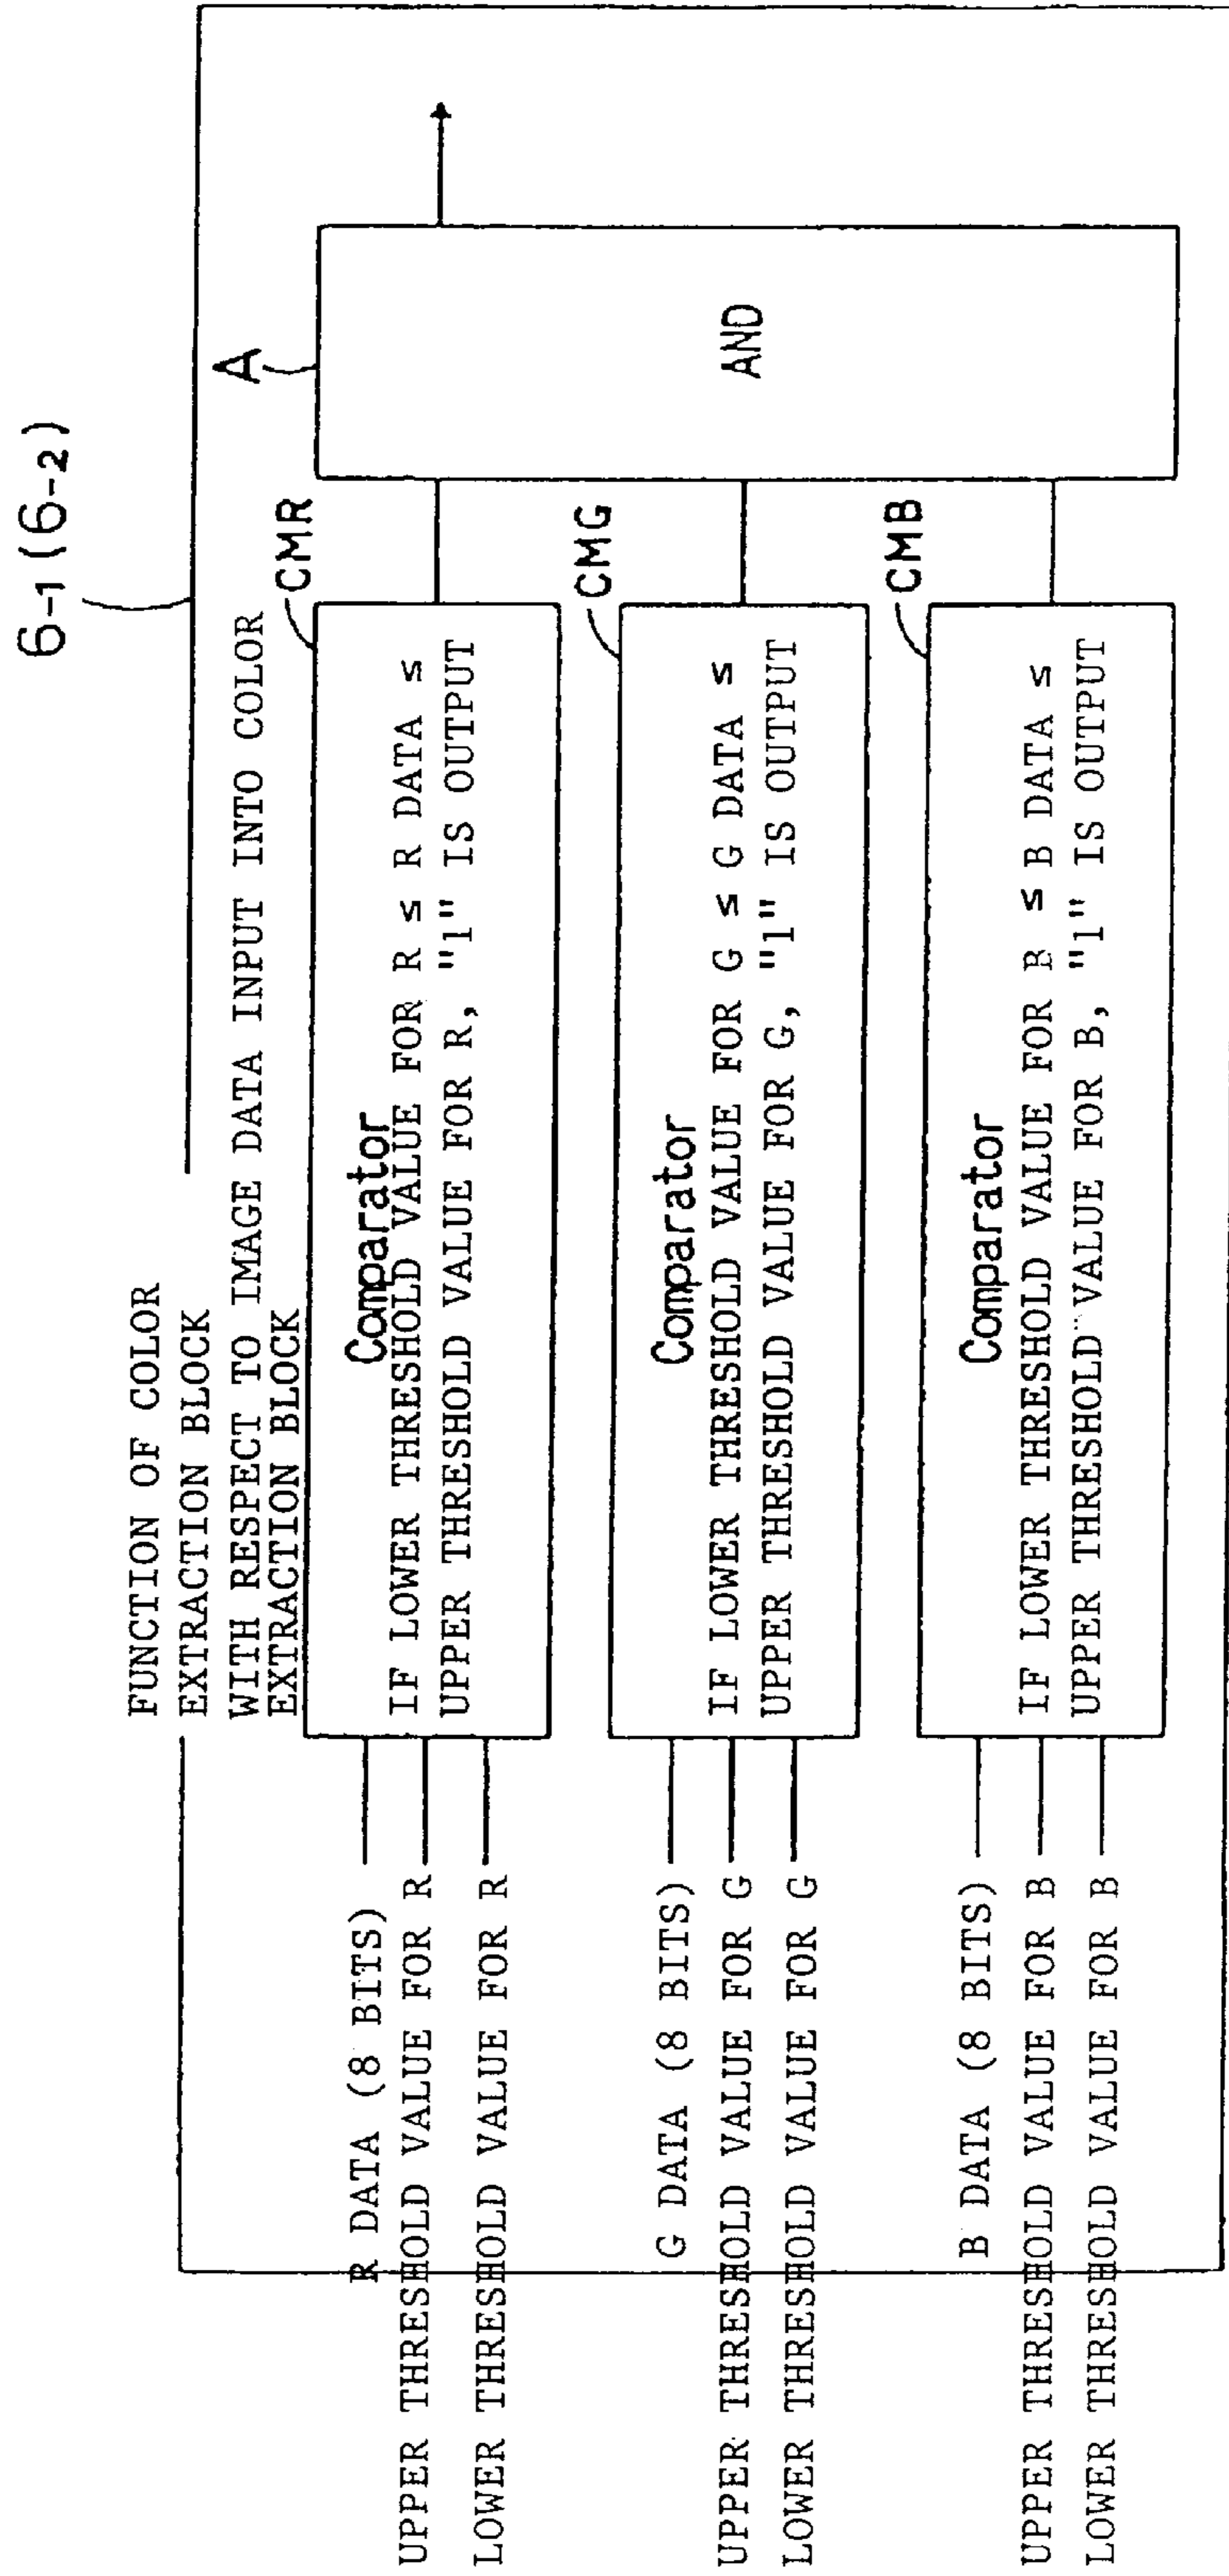 6-1 (6-2)
FUNCTION OF COLOR
EXTRACTION BLOCK
WITH RESPECT TO IMAGE DATA INPUT INTO COLOR
EXTRACTION BLOCK
R DATA (8 BITS)
UPPER THRESHOLD VALUE FOR R
LOWER THRESHOLD VALUE FOR R
CMR
Comparator
IF LOWER THRESHOLD VALUE FOR R ≤ R DATA ≤
UPPER THRESHOLD VALUE FOR R, "1" IS OUTPUT
G DATA (8 BITS)
UPPER THRESHOLD VALUE FOR G
LOWER THRESHOLD VALUE FOR G
CMG
Comparator
IF LOWER THRESHOLD VALUE FOR G ≤ G DATA ≤
UPPER THRESHOLD VALUE FOR G, "1" IS OUTPUT
B DATA (8 BITS)
UPPER THRESHOLD VALUE FOR B
LOWER THRESHOLD VALUE FOR B
CMB
Comparator
IF LOWER THRESHOLD VALUE FOR B ≤ B DATA ≤
UPPER THRESHOLD VALUE FOR B, "1" IS OUTPUT
A
AND